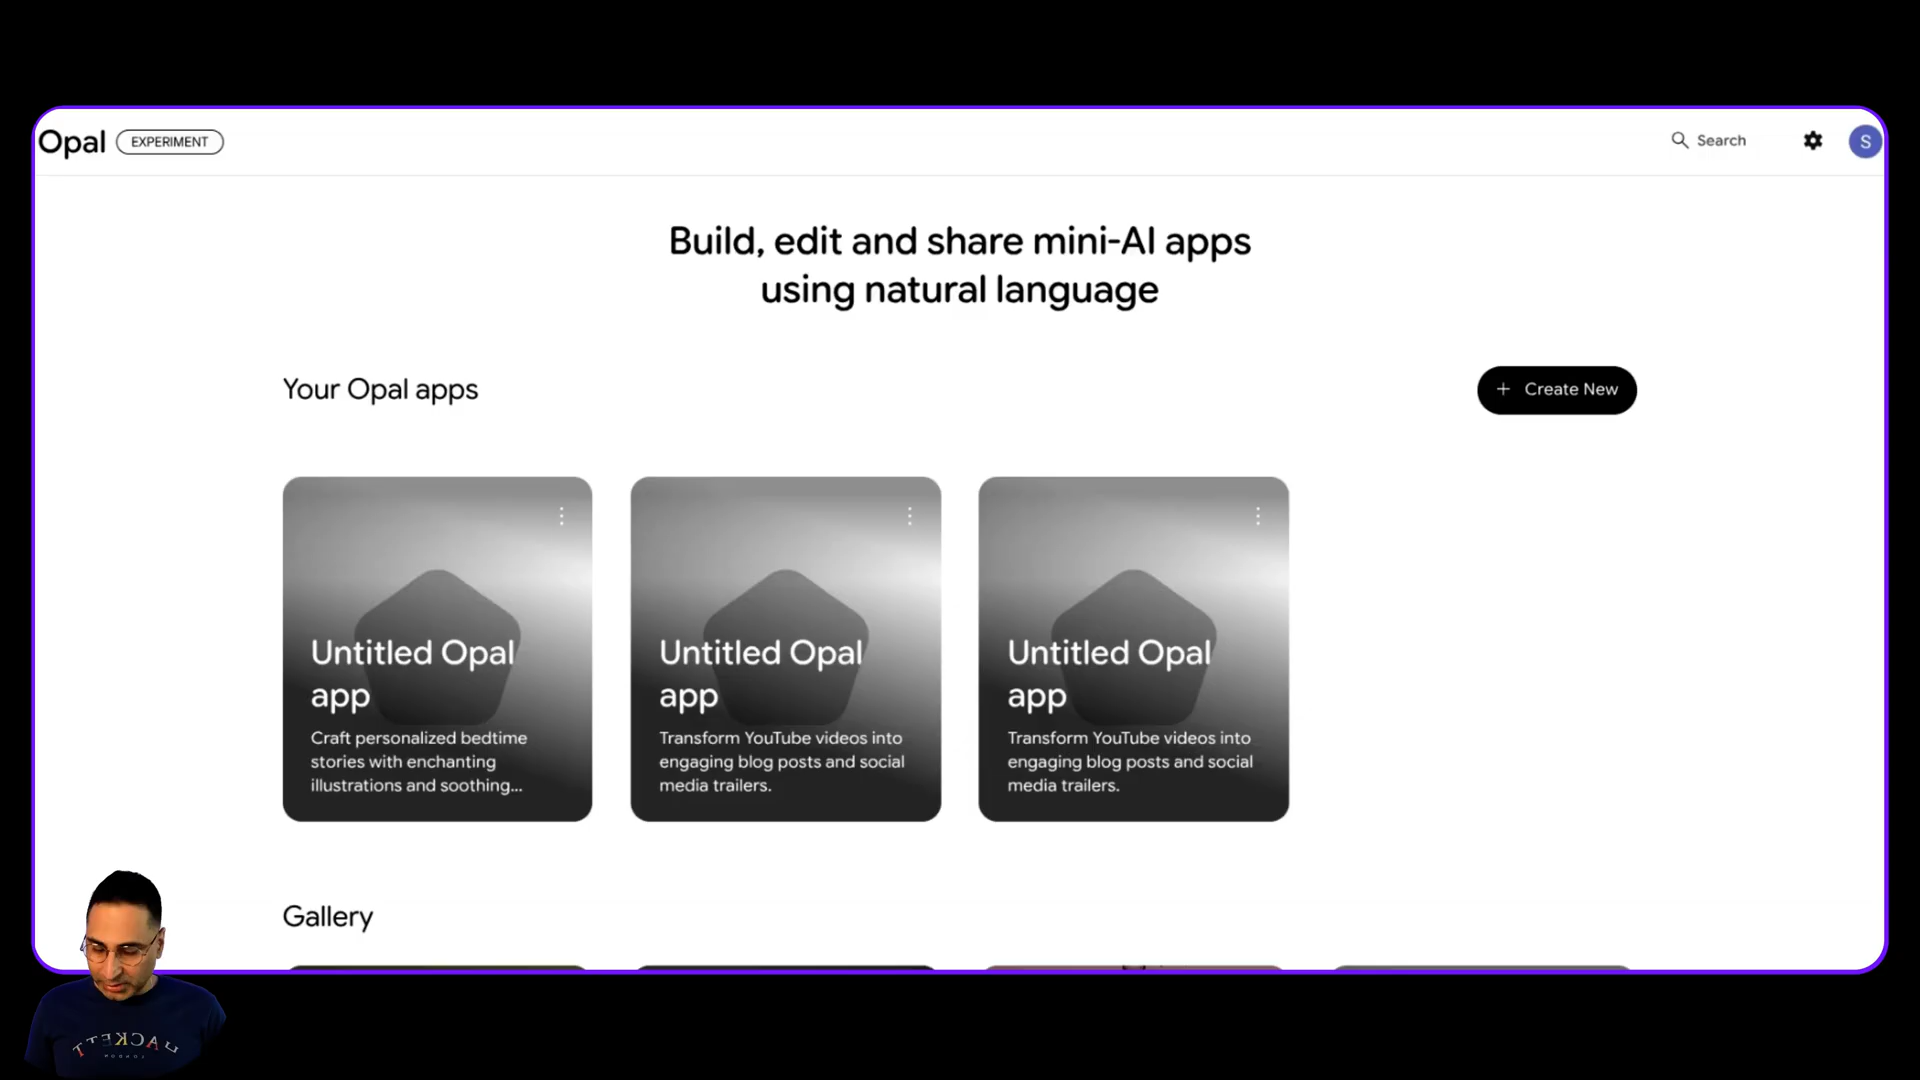 Opal EXPERIMENT
Search
S
Build, edit and share mini-AI apps
using natural language
Your Opal apps
+ Create New
Untitled Opal
app
Craft personalized bedtime
stories with enchanting
illustrations and soothing...
Untitled Opal
app
Transform YouTube videos into
engaging blog posts and social
media trailers.
Untitled Opal
app
Transform YouTube videos into
engaging blog posts and social
media trailers.
Gallery
HACKETT
LONDON